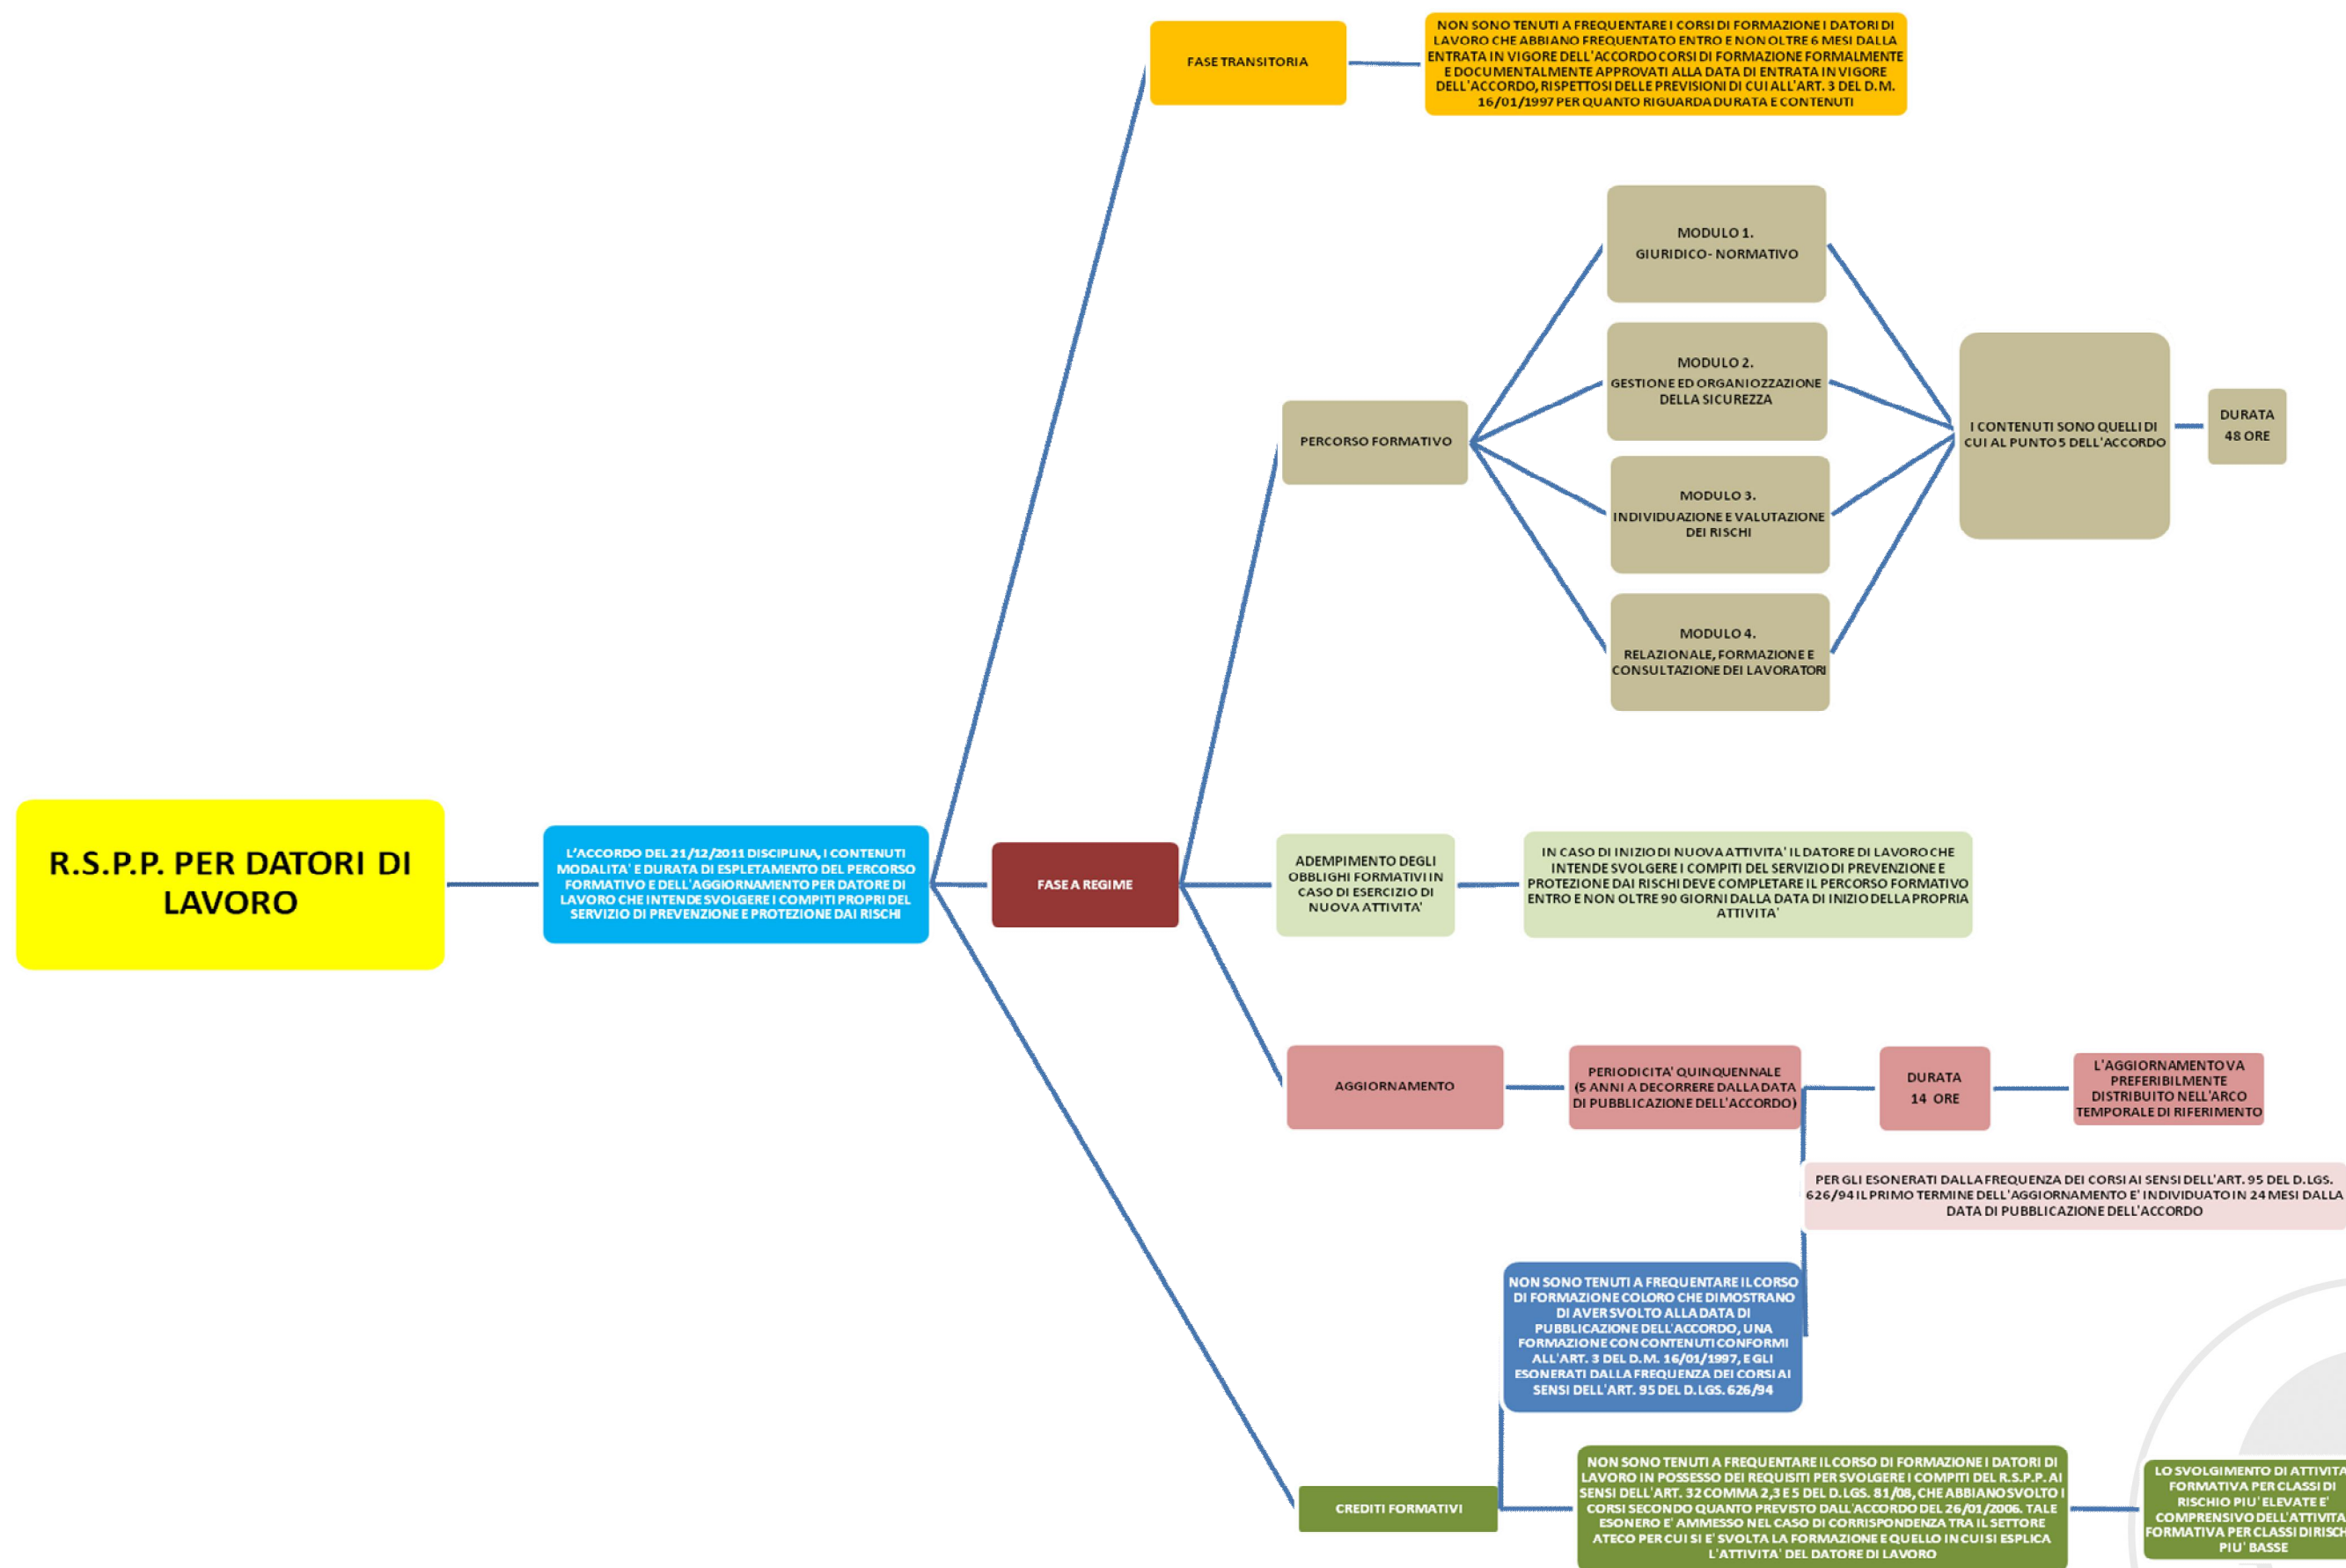 R.S.P.P. PER DATORI DI
LAVORO
L'ACCORDO DEL 21/12/2011 DISCIPLINA, I CONTENUTI
MODALITA' E DURATA DI ESPLETAMENTO DEL PERCORSO
FORMATIVO E DELL'AGGIORNAMENTO PER DATORE DI
LAVORO CHE INTENDE SVOLGERE I COMPITI PROPRI DEL
SERVIZIO DI PREVENZIONE E PROTEZIONE DAI RISCHI
FASE TRANSITORIA
NON SONO TENUTI A FREQUENTARE I CORSI DI FORMAZIONE I DATORI DI
LAVORO CHE ABBIANO FREQUENTATO ENTRO E NON OLTRE 6 MESI DALLA
ENTRATA IN VIGORE DELL'ACCORDO CORSI DI FORMAZIONE FORMALMENTE
E DOCUMENTALMENTE APPROVATI ALLA DATA DI ENTRATA IN VIGORE
DELL'ACCORDO, RISPETTOSI DELLE PREVISIONI DI CUI ALL'ART. 3 DEL D.M.
16/01/1997 PER QUANTO RIGUARDA DURATA E CONTENUTI
FASE A REGIME
PERCORSO FORMATIVO
MODULO 1.
GIURIDICO- NORMATIVO
MODULO 2.
GESTIONE ED ORGANIOZZAZIONE
DELLA SICUREZZA
MODULO 3.
INDIVIDUAZIONE E VALUTAZIONE
DEI RISCHI
MODULO 4.
RELAZIONALE, FORMAZIONE E
CONSULTAZIONE DEI LAVORATORI
I CONTENUTI SONO QUELLI DI
CUI AL PUNTO 5 DELL'ACCORDO
DURATA
48 ORE
ADEMPIMENTO DEGLI
OBBLIGHI FORMATIVI IN
CASO DI ESERCIZIO DI
NUOVA ATTIVITA'
IN CASO DI INIZIO DI NUOVA ATTIVITA' IL DATORE DI LAVORO CHE
INTENDE SVOLGERE I COMPITI DEL SERVIZIO DI PREVENZIONE E
PROTEZIONE DAI RISCHI DEVE COMPLETARE IL PERCORSO FORMATIVO
ENTRO E NON OLTRE 90 GIORNI DALLA DATA DI INIZIO DELLA PROPRIA
ATTIVITA'
AGGIORNAMENTO
PERIODICITA' QUINQUENNALE
(5 ANNI A DECORRERE DALLA DATA
DI PUBBLICAZIONE DELL'ACCORDO)
DURATA
14 ORE
L'AGGIORNAMENTO VA
PREFERIBILMENTE
DISTRIBUITO NELL'ARCO
TEMPORALE DI RIFERIMENTO
PER GLI ESONERATI DALLA FREQUENZA DEI CORSI AI SENSI DELL'ART. 95 DEL D.LGS.
626/94 IL PRIMO TERMINE DELL'AGGIORNAMENTO E' INDIVIDUATO IN 24 MESI DALLA
DATA DI PUBBLICAZIONE DELL'ACCORDO
CREDITI FORMATIVI
NON SONO TENUTI A FREQUENTARE IL CORSO
DI FORMAZIONE COLORO CHE DIMOSTRANO
DI AVER SVOLTO ALLA DATA DI
PUBBLICAZIONE DELL'ACCORDO, UNA
FORMAZIONE CON CONTENUTI CONFORMI
ALL'ART. 3 DEL D.M. 16/01/1997, E GLI
ESONERATI DALLA FREQUENZA DEI CORSI AI
SENSI DELL'ART. 95 DEL D.LGS. 626/94
NON SONO TENUTI A FREQUENTARE IL CORSO DI FORMAZIONE I DATORI DI
LAVORO IN POSSESSO DEI REQUISITI PER SVOLGERE I COMPITI DEL R.S.P.P. AI
SENSI DELL'ART. 32 COMMA 2,3 E 5 DEL D.LGS. 81/08, CHE ABBIANO SVOLTO I
CORSI SECONDO QUANTO PREVISTO DALL'ACCORDO DEL 26/01/2006. TALE
ESONERO E' AMMESSO NEL CASO DI CORRISPONDENZA TRA IL SETTORE
ATECO PER CUI SI E' SVOLTA LA FORMAZIONE E QUELLO IN CUI SI ESPLICA
L'ATTIVITA' DEL DATORE DI LAVORO
LO SVOLGIMENTO DI ATTIVITA
FORMATIVA PER CLASSI DI
RISCHIO PIU' ELEVATE E'
COMPRENSIVO DELL'ATTIVITA
FORMATIVA PER CLASSI DI RISCH
PIU' BASSE